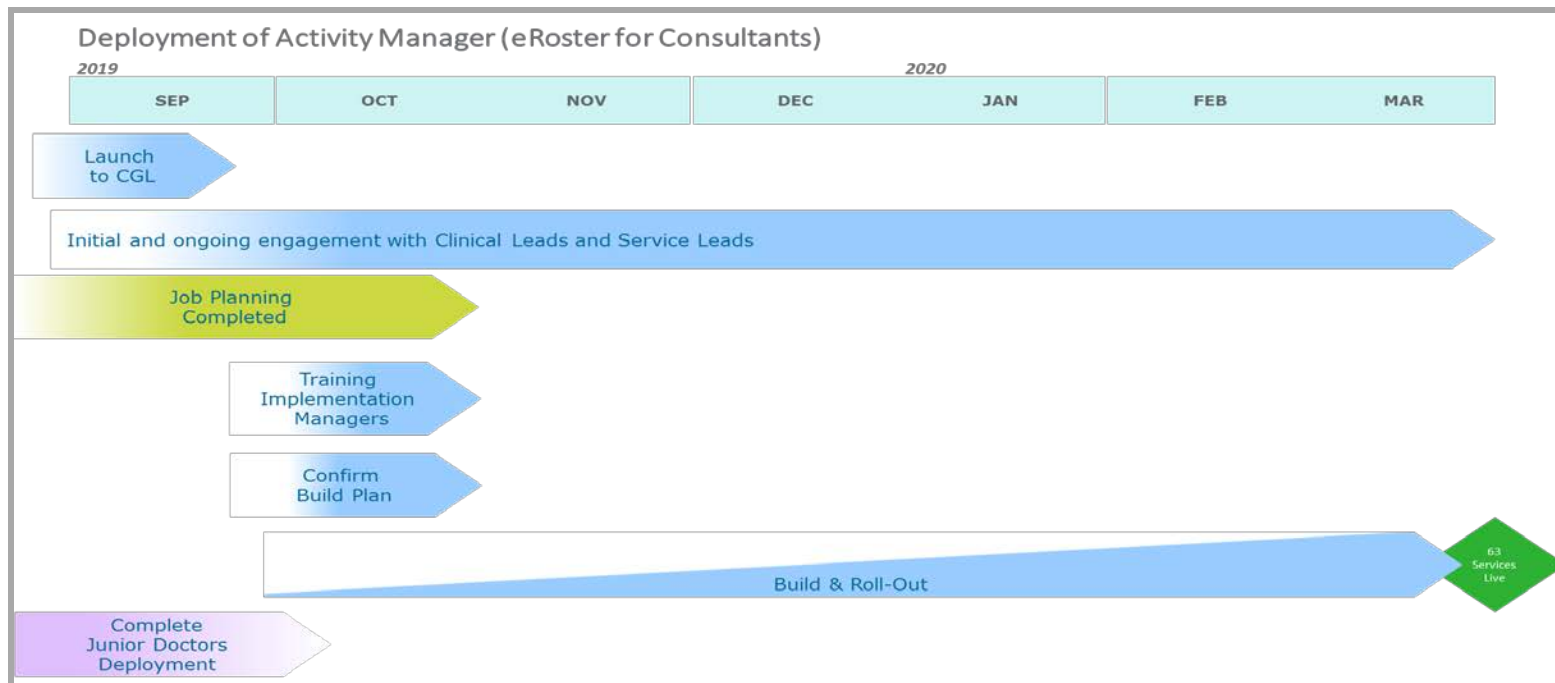 Deployment of Activity Manager (eRoster for Consultants)
2019 2020
SEP OCT NOV DEC JAN FEB MAR
Launch
to CGL
Initial and ongoing engagement with Clinical Leads and Service Leads
Job Planning
Completed
Training
Implementation
Managers
Confirm
Build Plan
63
Services
Live
Build & Roll-Out
Complete
Junior Doctors
Deployment